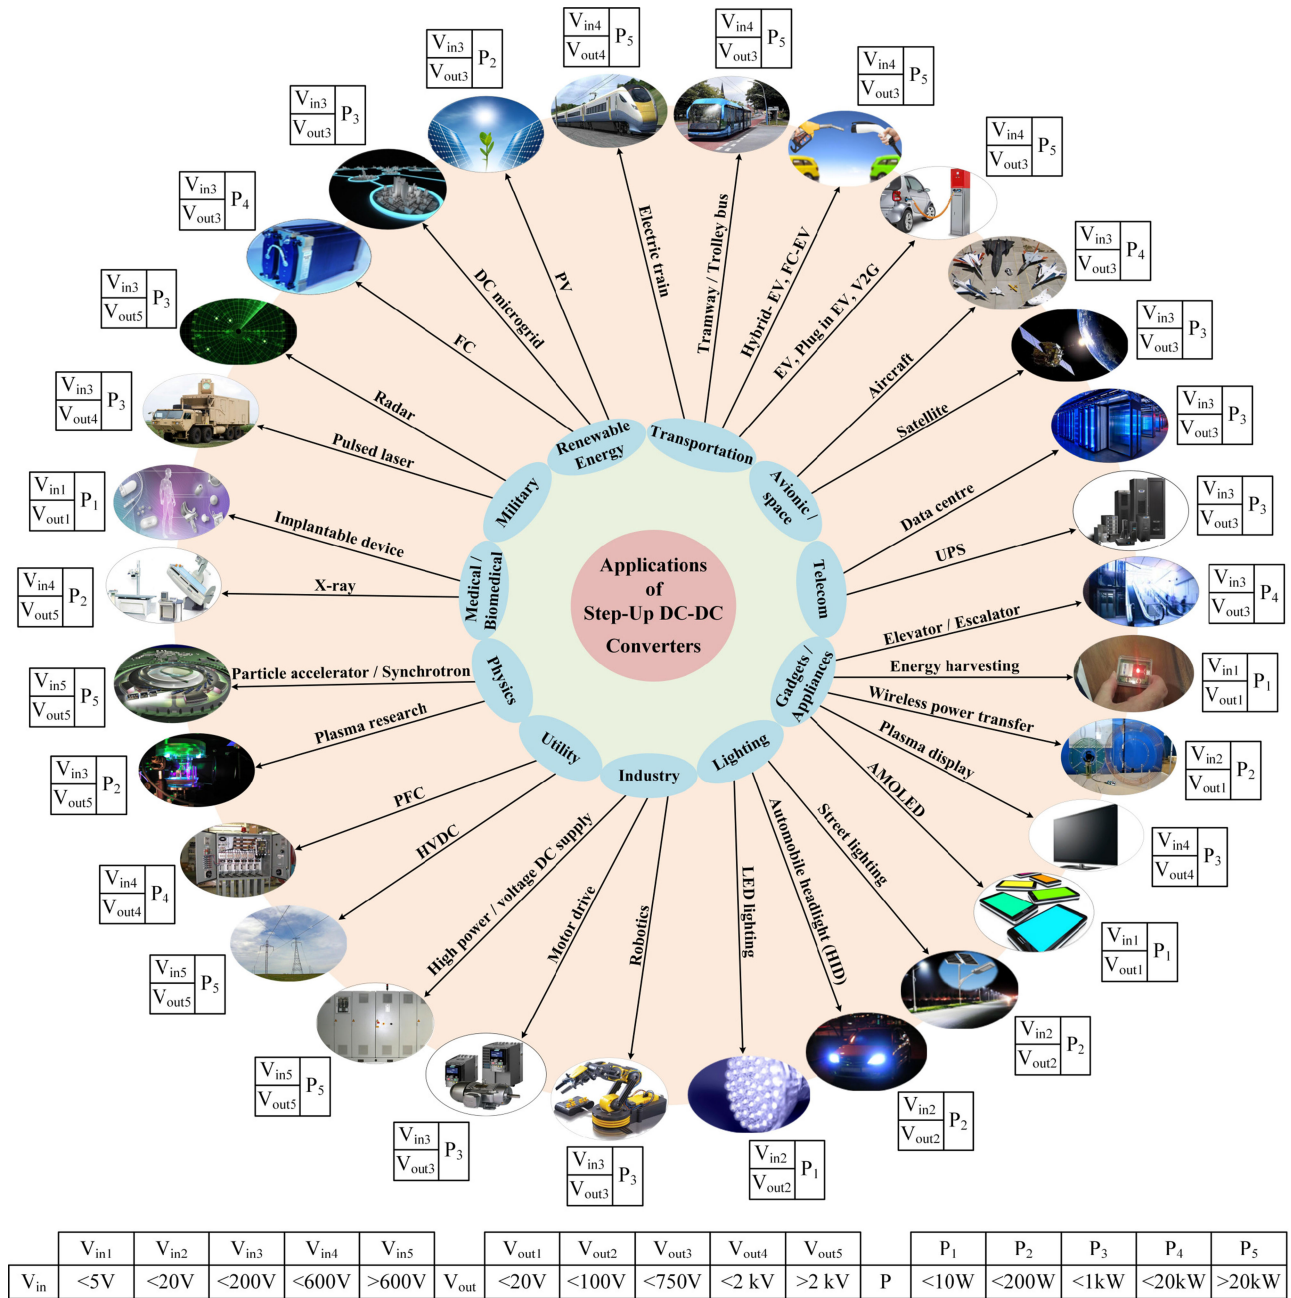 Applications
of
Step-Up DC-DC
Converters
Renewable
Energy
Transportation
Avionic /
space
Telecom
Gadgets /
Appliances
Lighting
Industry
Utility
Physics
Medical /
Biomedical
Military
Electric train
Vin4
Vout4
P5
Tramway / Trolley bus
Vin4
Vout3
P5
Hybrid- EV, FC-EV
Vin4
Vout3
P5
EV, Plug in EV, V2G
Vin4
Vout3
P5
Aircraft
Vin3
Vout3
P4
Satellite
Vin3
Vout3
P3
Data centre
Vin3
Vout3
P3
UPS
Vin3
Vout3
P3
Elevator / Escalator
Vin3
Vout3
P4
Energy harvesting
Vin1
Vout1
P1
Wireless power transfer
Vin2
Vout1
P2
Plasma display
Vin4
Vout4
P3
AMOLED
Vin1
Vout1
P1
Street lighting
Vin2
Vout2
P2
Automobile headlight (HID)
Vin2
Vout2
P2
LED lighting
Vin2
Vout2
P1
Robotics
Vin3
Vout3
P3
Motor drive
Vin3
Vout3
P3
High power / voltage DC supply
Vin5
Vout5
P5
HVDC
Vin5
Vout5
P5
PFC
Vin4
Vout4
P4
Plasma research
Vin3
Vout5
P2
Particle accelerator / Synchrotron
Vin5
Vout5
P5
X-ray
Vin4
Vout5
P2
Implantable device
Vin1
Vout1
P1
Pulsed laser
Vin3
Vout4
P3
Radar
Vin3
Vout5
P3
FC
Vin3
Vout3
P4
DC microgrid
Vin3
Vout3
P3
PV
Vin3
Vout3
P2
Vin1 Vin2 Vin3 Vin4 Vin5 Vout1 Vout2 Vout3 Vout4 Vout5 P1 P2 P3 P4 P5
Vin <5V <20V <200V <600V >600V Vout <20V <100V <750V <2 kV >2 kV P <10W <200W <1kW <20kW >20kW